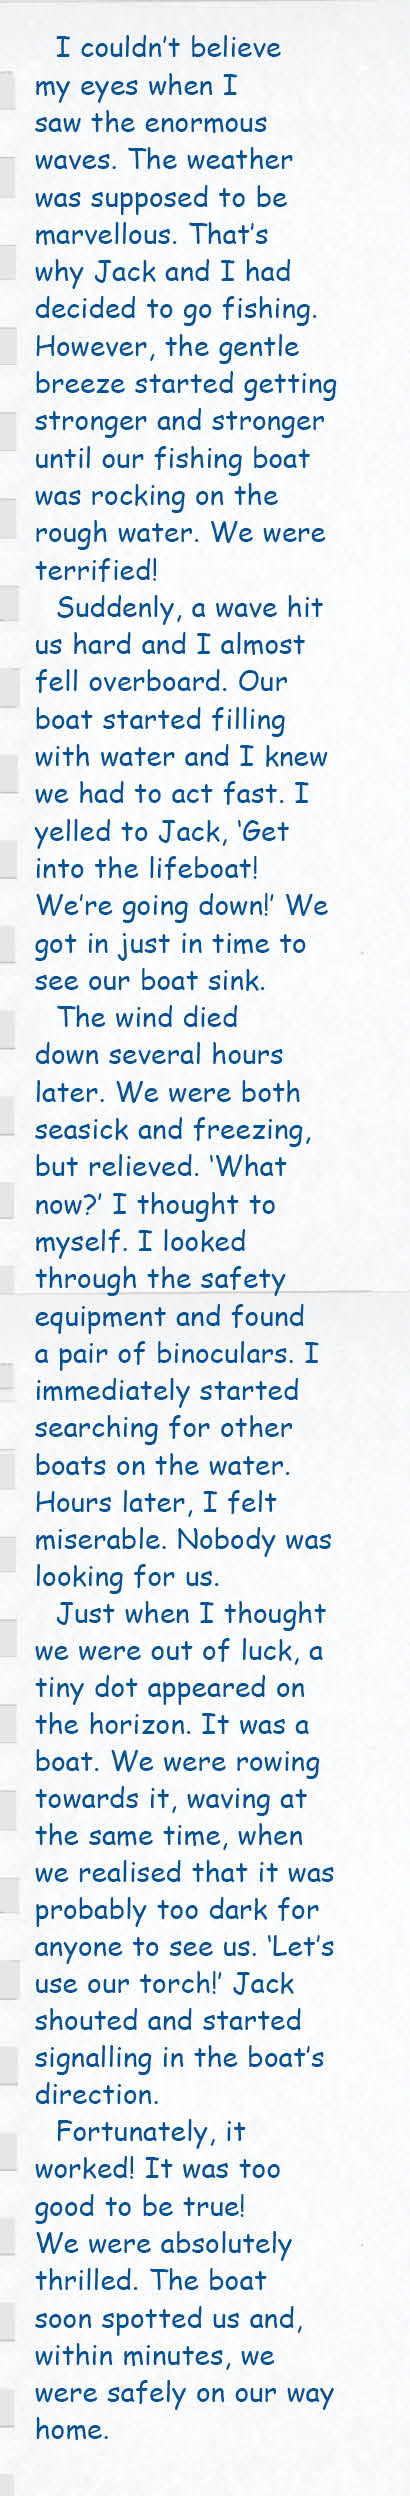 I couldn't believe
my eyes when I
saw the enormous
waves. The weather
was supposed to be
marvellous. That's
why Jack and I had
decided to go fishing.
However, the gentle
breeze started getting
stronger and stronger
until our fishing boat
was rocking on the
rough water. We were
terrified!
Suddenly, a wave hit
us hard and I almost
fell overboard. Our
boat started filling
with water and I knew
we had to act fast. I
yelled to Jack, 'Get
into the lifeboat!
We're going down!' We
got in just in time to
see our boat sink.
The wind died
down several hours
later. We were both
seasick and freezing,
but relieved. 'What
now?' I thought to
myself. I looked
through the safety
equipment and found
a pair of binoculars. I
immediately started
searching for other
boats on the water.
Hours later, I felt
miserable. Nobody was
looking for us.
Just when I thought
we were out of luck, a
tiny dot appeared on
the horizon. It was a
boat. We were rowing
towards it, waving at
the same time, when
we realised that it was
probably too dark for
anyone to see us. 'Let's
use our torch!' Jack
shouted and started
signalling in the boat's
direction.
Fortunately, it
worked! It was too
good to be true!
We were absolutely
thrilled. The boat
soon spotted us and,
within minutes, we
were safely on our way
home.